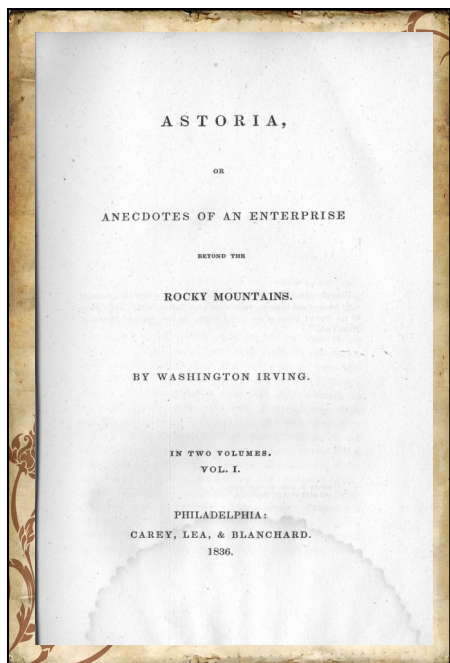 ASTORIA,
OR
ANECDOTES OF AN ENTERPRISE
BEYOND THE
ROCKY MOUNTAINS.
BY WASHINGTON IRVING.
IN TWO VOLUMES.
VOL. I.
PHILADELPHIA:
CAREY, LEA, & BLANCHARD.
1836.